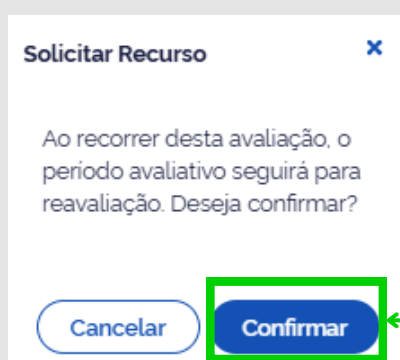 Solicitar Recurso
Ao recorrer desta avaliação, o
período avaliativo seguirá para
reavaliação. Deseja confirmar?
Cancelar
Confirmar